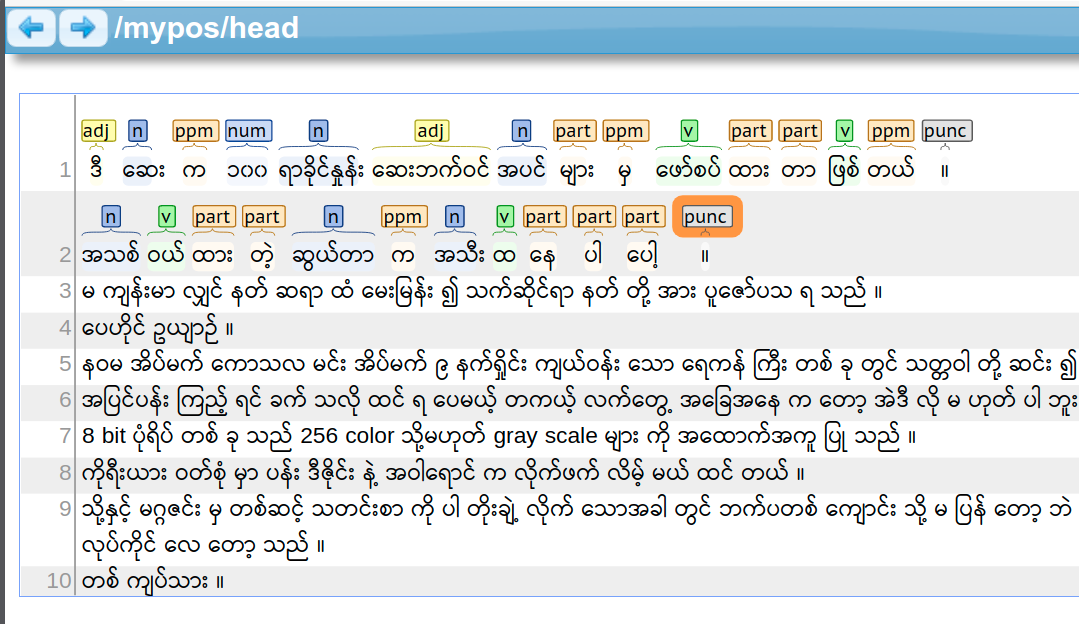 /mypos/head
adj n ppm num n adj n part ppm v part part v ppm punc
1 ဒီ ဆေး က ၁၀၀ ရာခိုင်နှုန်း ဆေးဘက်ဝင် အပင် များ မှ ဖော်စပ် ထား တာ ဖြစ် တယ် ။
n v part part n ppm n v part part part punc
2 အသစ် ဝယ် ထား တဲ့ ဆွယ်တာ က အသီး ထ နေ ပါ ပေါ့ ။
3 မ ကျန်းမာ လျှင် နတ် ဆရာ ထံ မေးမြန်း ၍ သက်ဆိုင်ရာ နတ် တို့ အား ပူဇော်ပသ ရ သည် ။
4 ပေဟိုင် ဥယျာဉ် ။
5 နဝမ အိပ်မက် ကောသလ မင်း အိပ်မက် ၉ နက်ရှိုင်း ကျယ်ဝန်း သော ရေကန် ကြီး တစ် ခု တွင် သတ္တဝါ တို့ ဆင်း ၍
6 အပြင်ပန်း ကြည့် ရင် ခက် သလို ထင် ရ ပေမယ့် တကယ့် လက်တွေ့ အခြေအနေ က တော့ အဲဒီ လို မ ဟုတ် ပါ ဘူး
7 8 bit ပုံရိပ် တစ် ခု သည် 256 color သို့မဟုတ် gray scale များ ကို အထောက်အကူ ပြု သည် ။
8 ကိုရီးယား ဝတ်စုံ မှာ ပန်း ဒီဇိုင်း နဲ့ အဝါရောင် က လိုက်ဖက် လိမ့် မယ် ထင် တယ် ။
9 သို့နှင့် မဂ္ဂဇင်း မှ တစ်ဆင့် သတင်းစာ ကို ပါ တိုးချဲ့ လိုက် သောအခါ တွင် ဘက်ပတစ် ကျောင်း သို့ မ ပြန် တော့ ဘဲ
လုပ်ကိုင် လေ တော့ သည် ။
10 တစ် ကျပ်သား ။